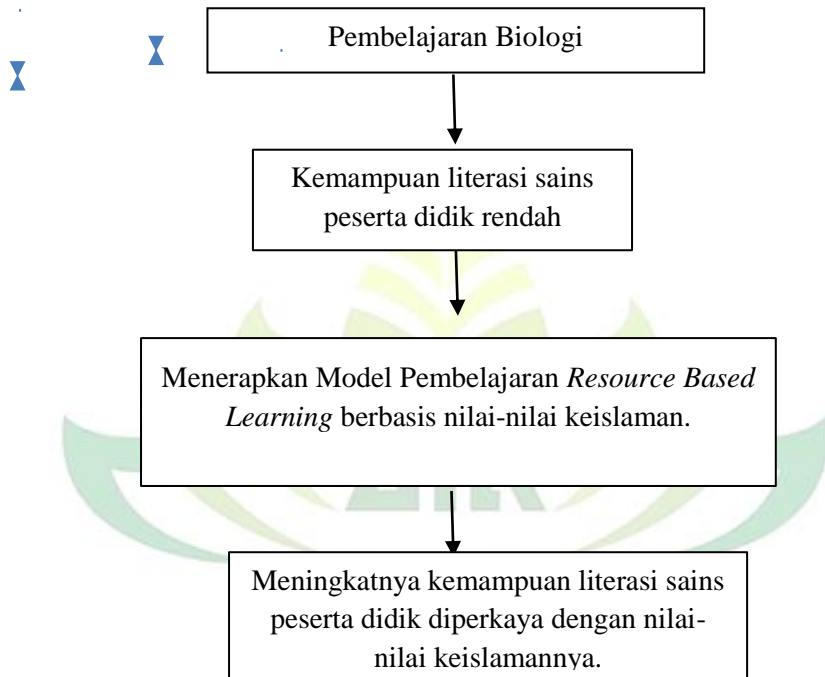 Pembelajaran Biologi
Kemampuan literasi sains
peserta didik rendah
Menerapkan Model Pembelajaran Resource Based
Learning berbasis nilai-nilai keislaman.
Meningkatnya kemampuan literasi sains
peserta didik diperkaya dengan nilai-
nilai keislamannya.